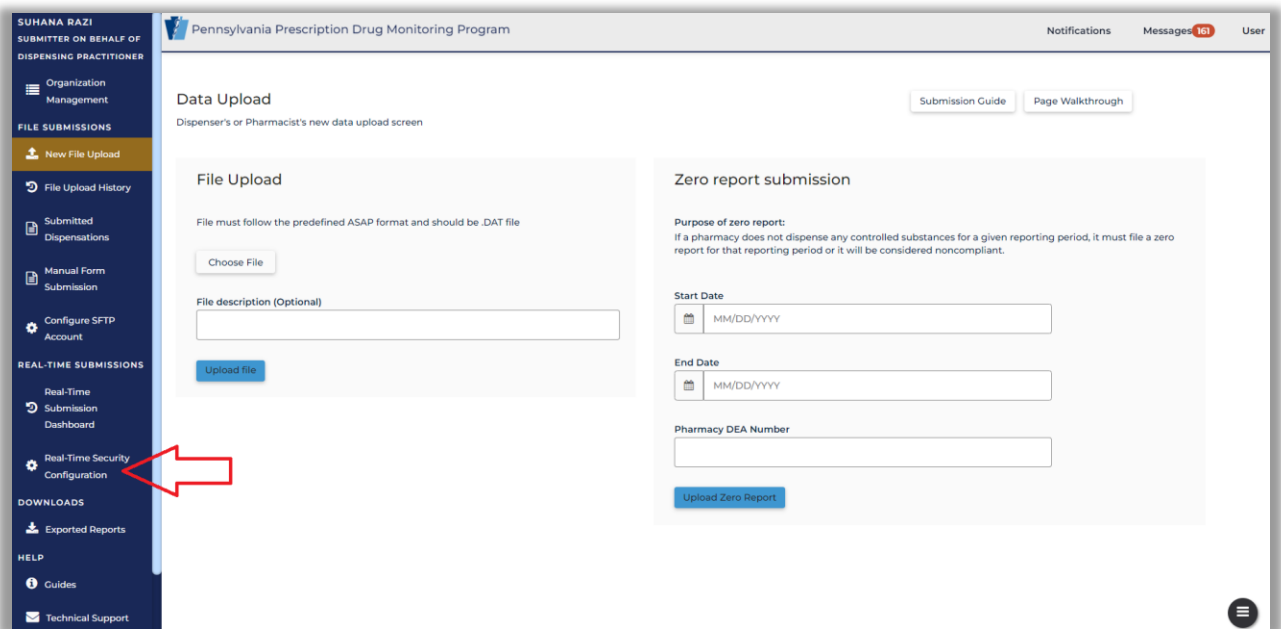 SUHANA RAZI
SUBMITTER ON BEHALF OF
DISPENSING PRACTITIONER
Organization
Management
FILE SUBMISSIONS
New File Upload
File Upload History
Submitted
Dispensations
Manual Form
Submission
Configure SFTP
Account
REAL-TIME SUBMISSIONS
Real-Time
Submission
Dashboard
Real-Time Security
Configuration
DOWNLOADS
Exported Reports
HELP
Guides
Technical Support
Pennsylvania Prescription Drug Monitoring Program
Notifications
Messages 161
User
Data Upload
Dispenser's or Pharmacist's new data upload screen
Submission Guide
Page Walkthrough
File Upload
File must follow the predefined ASAP format and should be .DAT file
Choose File
File description (Optional)
Upload file
Zero report submission
Purpose of zero report:
If a pharmacy does not dispense any controlled substances for a given reporting period, it must file a zero
report for that reporting period or it will be considered noncompliant.
Start Date
MM/DD/YYYY
End Date
MM/DD/YYYY
Pharmacy DEA Number
Upload Zero Report